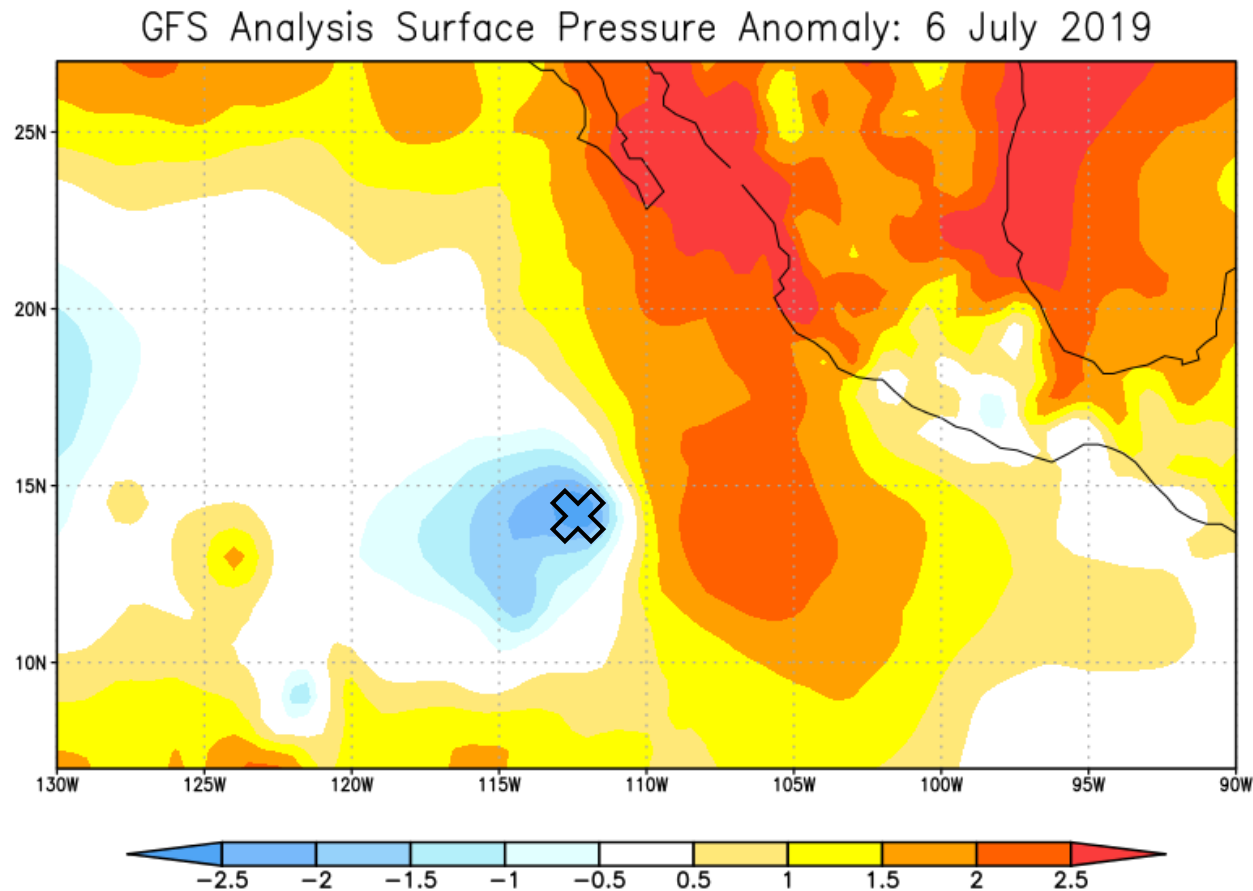 GFS Analysis Surface Pressure Anomaly: 6 July 2019
25N
20N
15N
10N
130W 125W 120W 115W 110W 105W 100W 95W 90W
−2.5 −2 −1.5 −1 −0.5 0.5 1 1.5 2 2.5